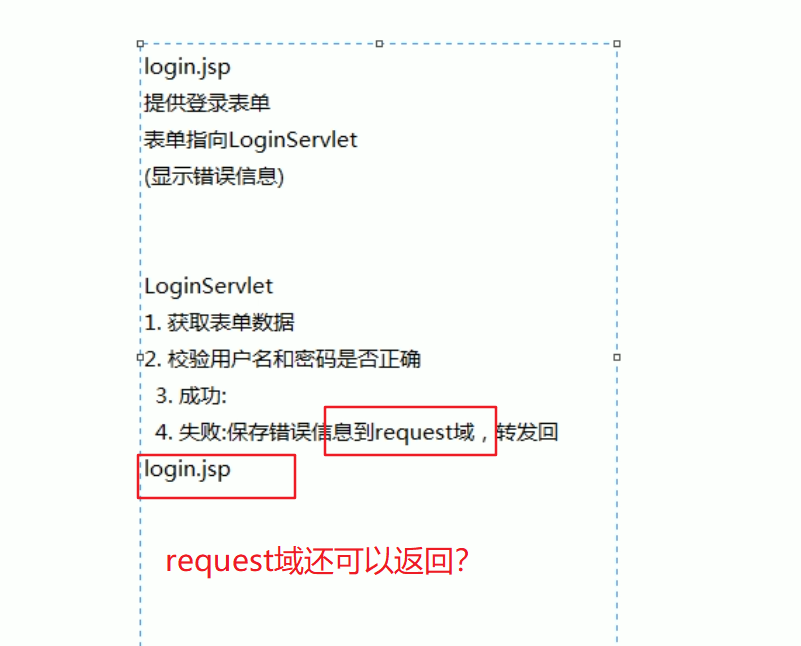 login.jsp
提供登录表单
表单指向LoginServlet
(显示错误信息)
LoginServlet
1. 获取表单数据
2. 校验用户名和密码是否正确
3. 成功:
4. 失败:保存错误信息到request域，转发回
login.jsp
request域还可以返回？